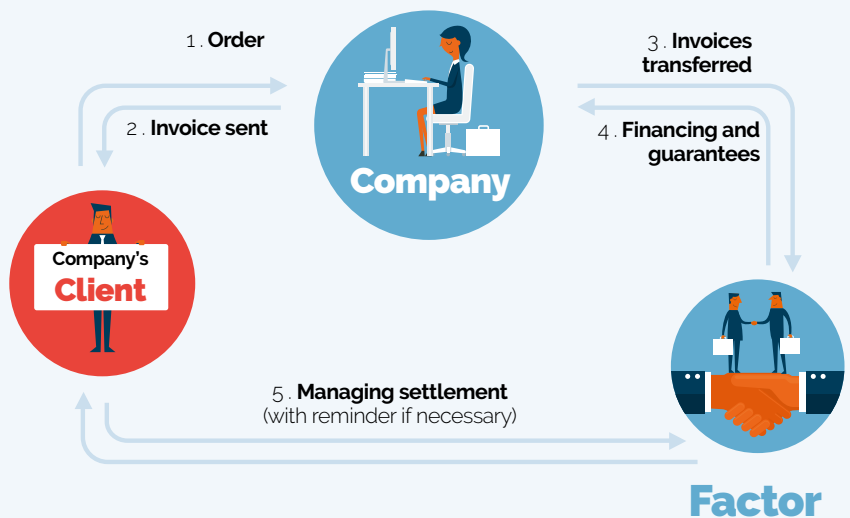 1 . Order
2 . Invoice sent
Company
3 . Invoices
transferred
4 . Financing and
guarantees
Company's
Client
5 . Managing settlement
(with reminder if necessary)
Factor